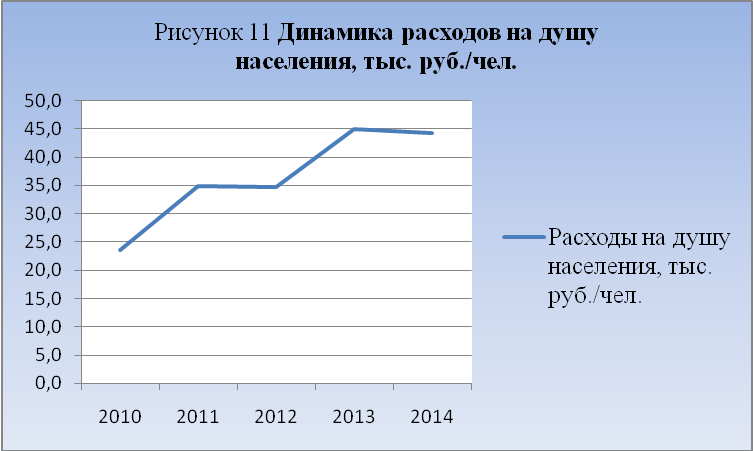 Рисунок 11 Динамика расходов на душу
населения, тыс. руб./чел.
50,0
45,0
40,0
35,0
30,0
25,0
20,0
15,0
10,0
5,0
0,0
2010 2011 2012 2013 2014
Расходы на душу
населения, тыс.
руб./чел.